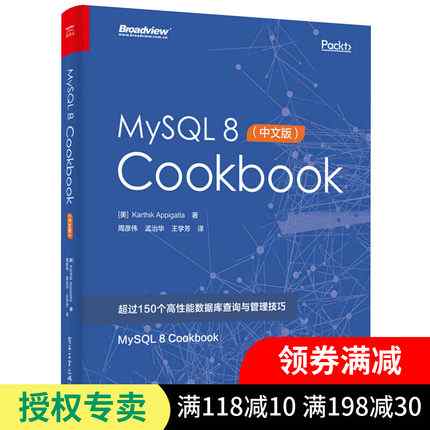 Broadview®
Packt>
MySQL 8（中文版）
Cookbook
[美] Karthik Appigatla 著
周彦伟 孟治华 王学芳 译
超过150个高性能数据库查询与管理技巧
MySQL 8 Cookbook
MySQL 8 Cookbook
（中文版）
领券满减
授权专卖
满118减10 满198减30